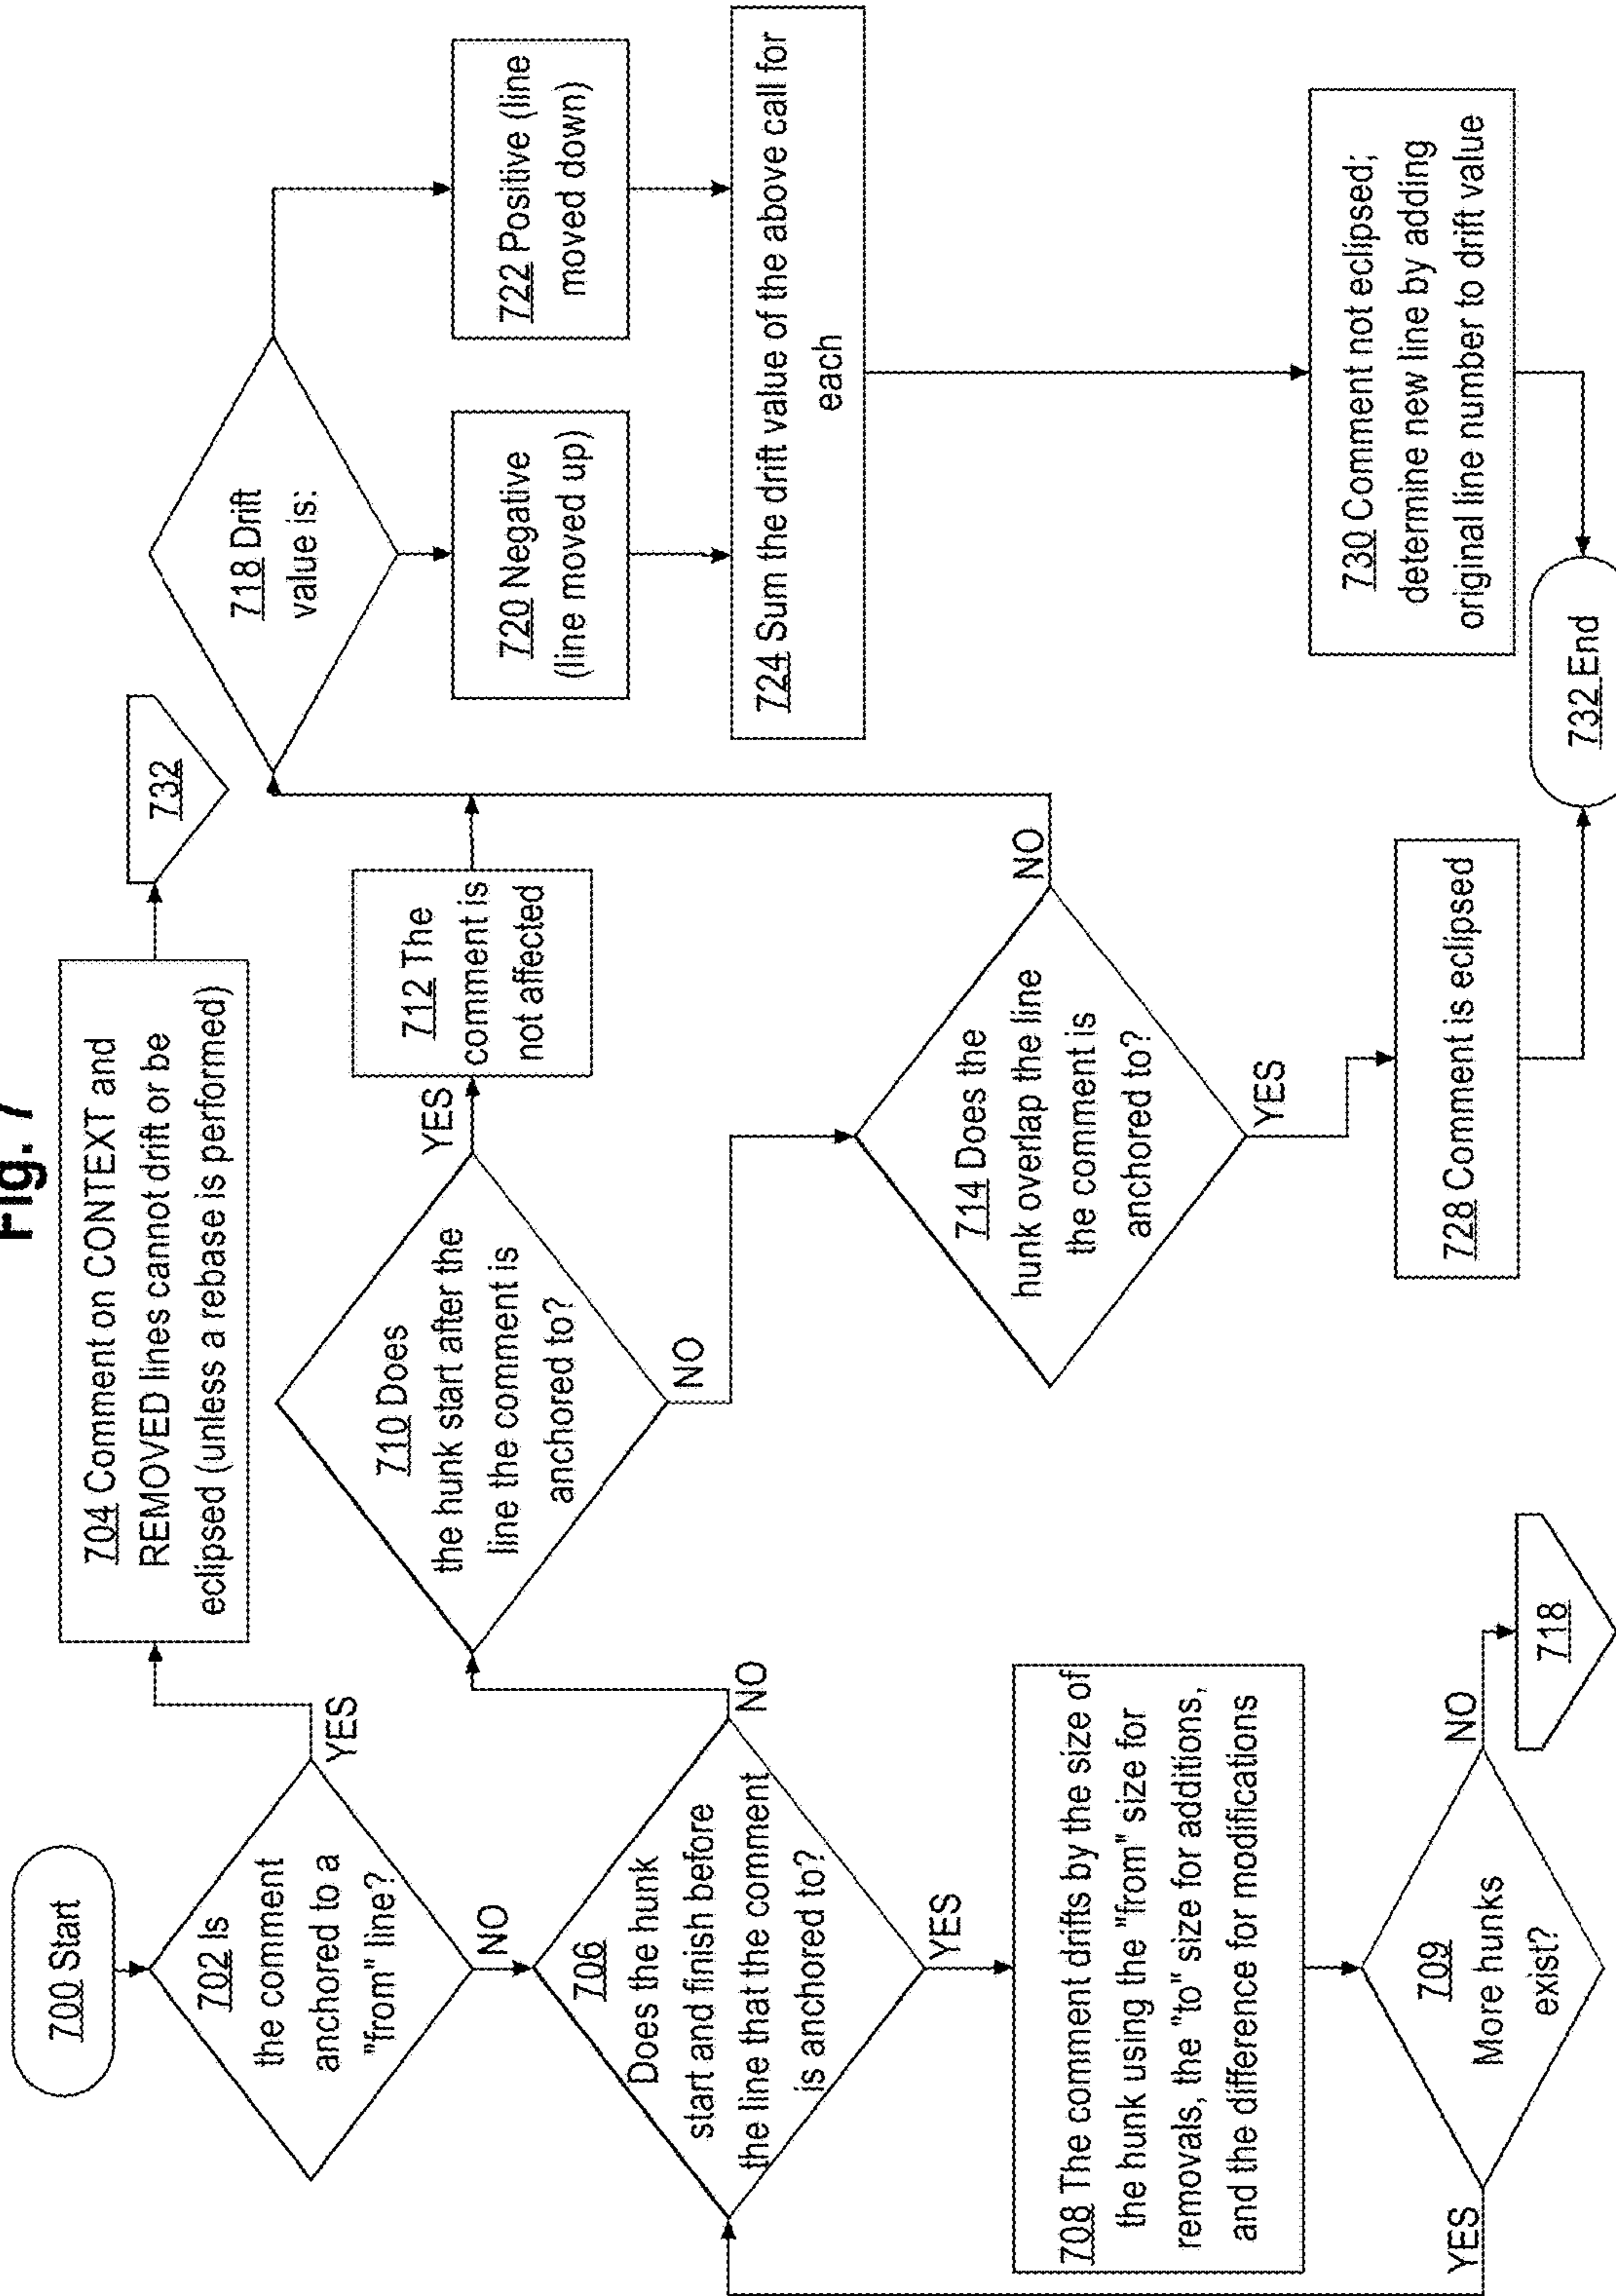 Fig. 7
700 Start
702 Is
the comment
anchored to a
"from" line?
YES
NO
704 Comment on CONTEXT and
REMOVED lines cannot drift or be
eclipsed (unless a rebase is performed)
732
706
Does the hunk
start and finish before
the line that the comment
is anchored to?
NO
YES
708 The comment drifts by the size of
the hunk using the "from" size for
removals, the "to" size for additions,
and the difference for modifications
709
More hunks
exist?
YES
NO
718
710 Does
the hunk start after the
line the comment is
anchored to?
YES
NO
712 The
comment is
not affected
714 Does the
hunk overlap the line
the comment is
anchored to?
NO
YES
728 Comment is eclipsed
718 Drift
value is:
720 Negative
(line moved up)
722 Positive (line
moved down)
724 Sum the drift value of the above call for
each
730 Comment not eclipsed;
determine new line by adding
original line number to drift value
732 End